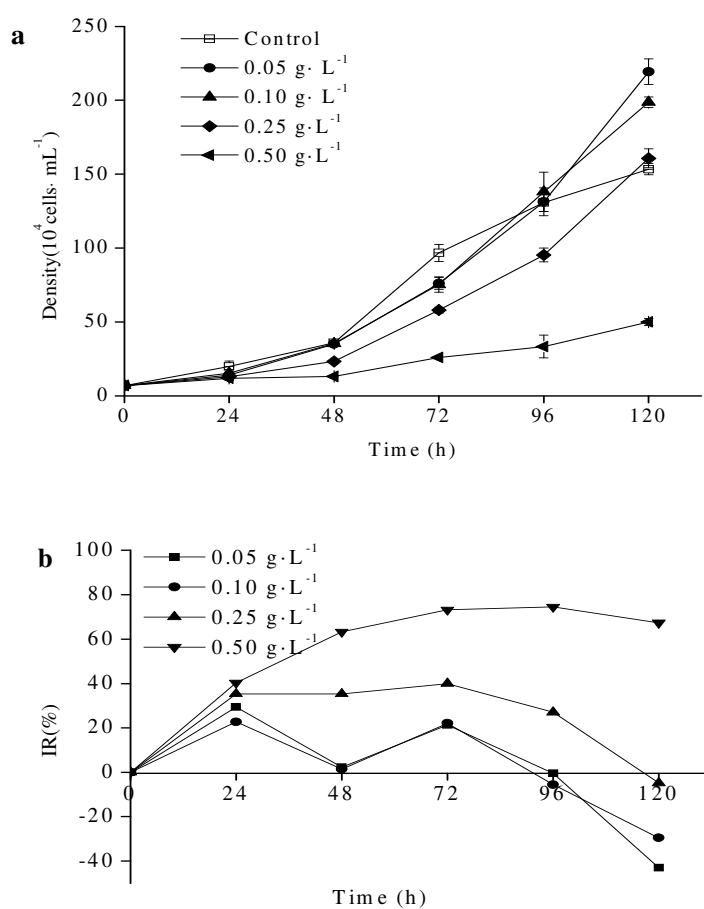 a
250
200
150
100
50
0
Density(10⁴cells· mL⁻¹)
Control
0.05 g· L⁻¹
0.10 g· L⁻¹
0.25 g·L⁻¹
0.50 g·L⁻¹
0 24 48 72 96 120
Time (h)
b
100
80
60
40
20
0
-20
-40
IR(%)
0.05 g·L⁻¹
0.10 g·L⁻¹
0.25 g·L⁻¹
0.50 g·L⁻¹
0 24 48 72 96 120
Time (h)